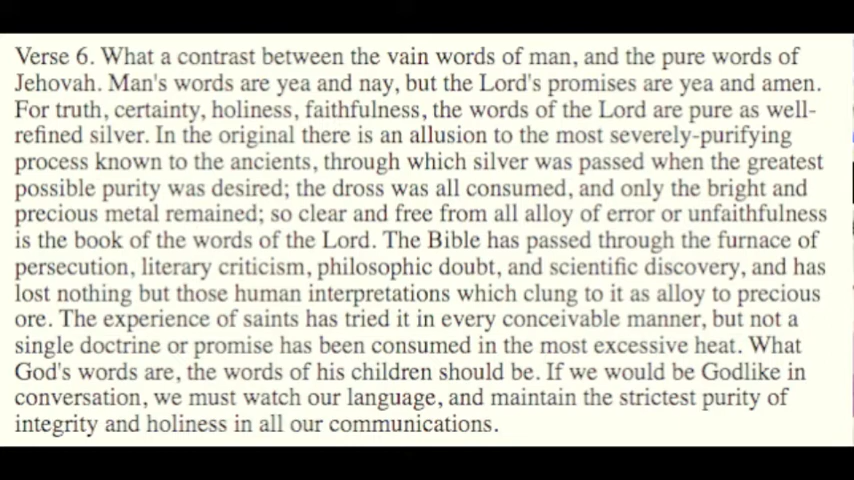 Verse 6. What a contrast between the vain words of man, and the pure words of
Jehovah. Man's words are yea and nay, but the Lord's promises are yea and amen.
For truth, certainty, holiness, faithfulness, the words of the Lord are pure as well-
refined silver. In the original there is an allusion to the most severely-purifying
process known to the ancients, through which silver was passed when the greatest
possible purity was desired; the dross was all consumed, and only the bright and
precious metal remained; so clear and free from all alloy of error or unfaithfulness
is the book of the words of the Lord. The Bible has passed through the furnace of
persecution, literary criticism, philosophic doubt, and scientific discovery, and has
lost nothing but those human interpretations which clung to it as alloy to precious
ore. The experience of saints has tried it in every conceivable manner, but not a
single doctrine or promise has been consumed in the most excessive heat. What
God's words are, the words of his children should be. If we would be Godlike in
conversation, we must watch our language, and maintain the strictest purity of
integrity and holiness in all our communications.